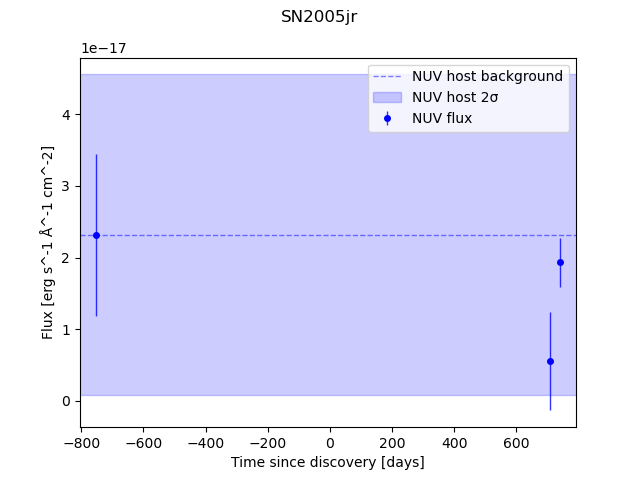 SN2005jr
1e−17
NUV host background
NUV host 2σ
NUV flux
4
3
2
1
0
Flux [erg s^-1 Å^-1 cm^-2]
−800
−600
−400
−200
0
200
400
600
Time since discovery [days]